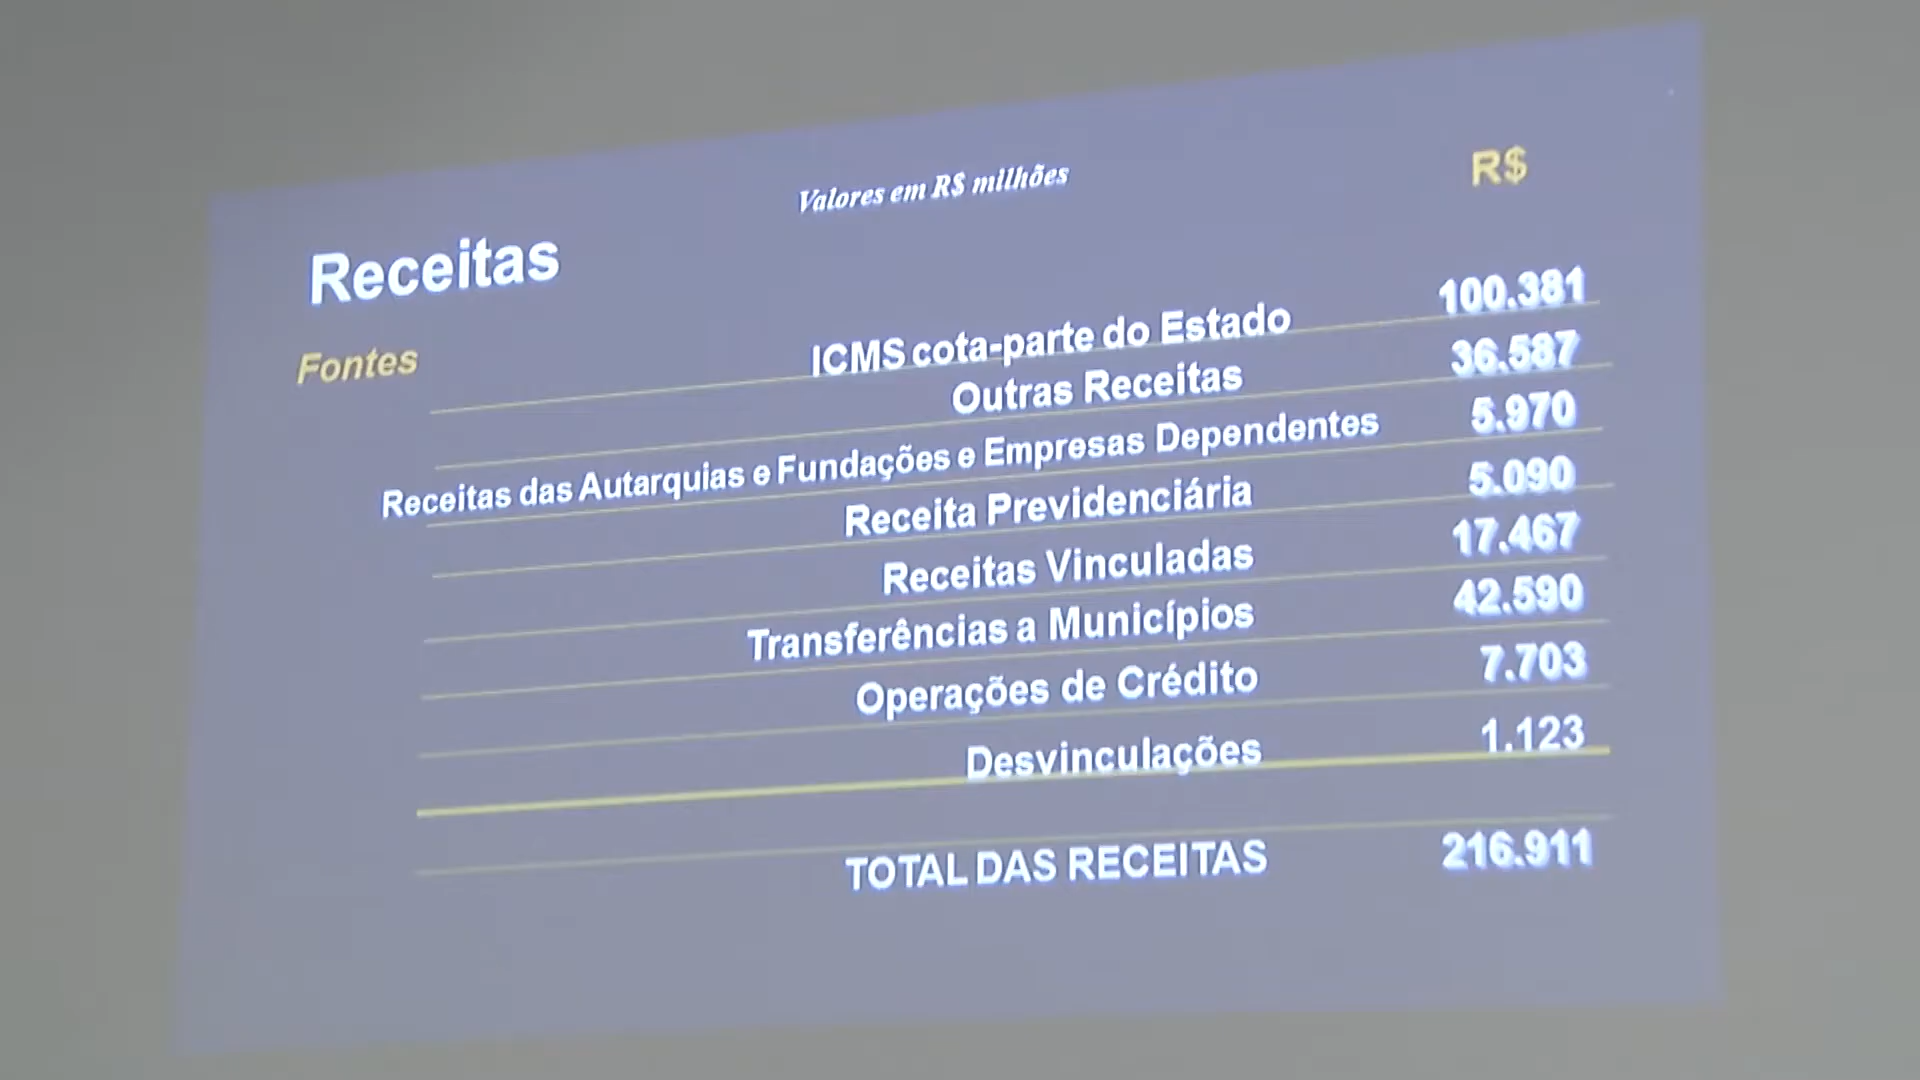 Valores em R$ milhões
R$
Receitas
Fontes
ICMS cota-parte do Estado 100.381
Outras Receitas 36.587
Receitas das Autarquias e Fundações e Empresas Dependentes 5.970
Receita Previdenciária 5.090
Receitas Vinculadas 17.467
Transferências a Municípios 42.590
Operações de Crédito 7.703
Desvinculações 1.123
TOTAL DAS RECEITAS 216.911